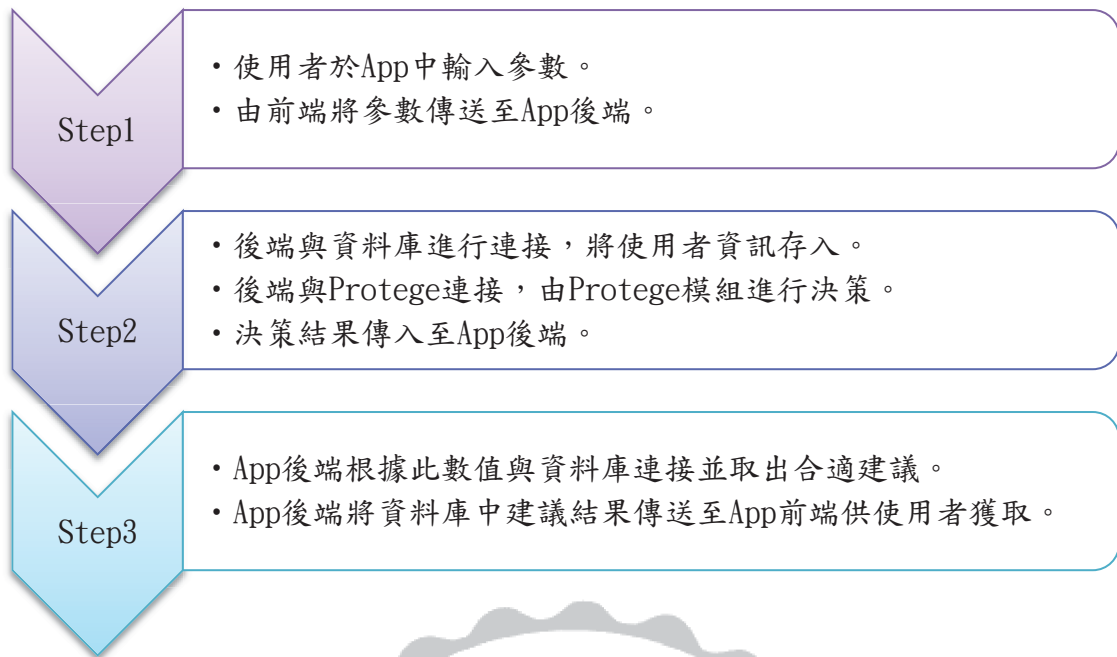 Step1
•使用者於App中輸入參數。
•由前端將參數傳送至App後端。
Step2
•後端與資料庫進行連接，將使用者資訊存入。
•後端與Protege連接，由Protege模組進行決策。
•決策結果傳入至App後端。
Step3
•App後端根據此數值與資料庫連接並取出合適建議。
•App後端將資料庫中建議結果傳送至App前端供使用者獲取。